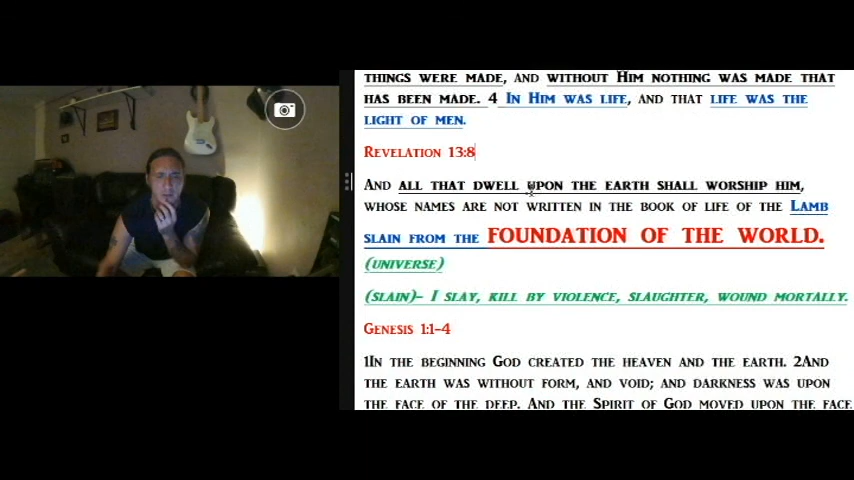 THINGS WERE MADE, AND WITHOUT HIM NOTHING WAS MADE THAT
HAS BEEN MADE. 4 IN HIM WAS LIFE, AND THAT LIFE WAS THE
LIGHT OF MEN.
REVELATION 13:8
AND ALL THAT DWELL UPON THE EARTH SHALL WORSHIP HIM,
WHOSE NAMES ARE NOT WRITTEN IN THE BOOK OF LIFE OF THE LAMB
SLAIN FROM THE FOUNDATION OF THE WORLD.
(UNIVERSE)
(SLAIN)– I SLAY, KILL BY VIOLENCE, SLAUGHTER, WOUND MORTALLY.
GENESIS 1:1-4
1IN THE BEGINNING GOD CREATED THE HEAVEN AND THE EARTH. 2AND
THE EARTH WAS WITHOUT FORM, AND VOID; AND DARKNESS WAS UPON
THE FACE OF THE DEEP. AND THE SPIRIT OF GOD MOVED UPON THE FACE